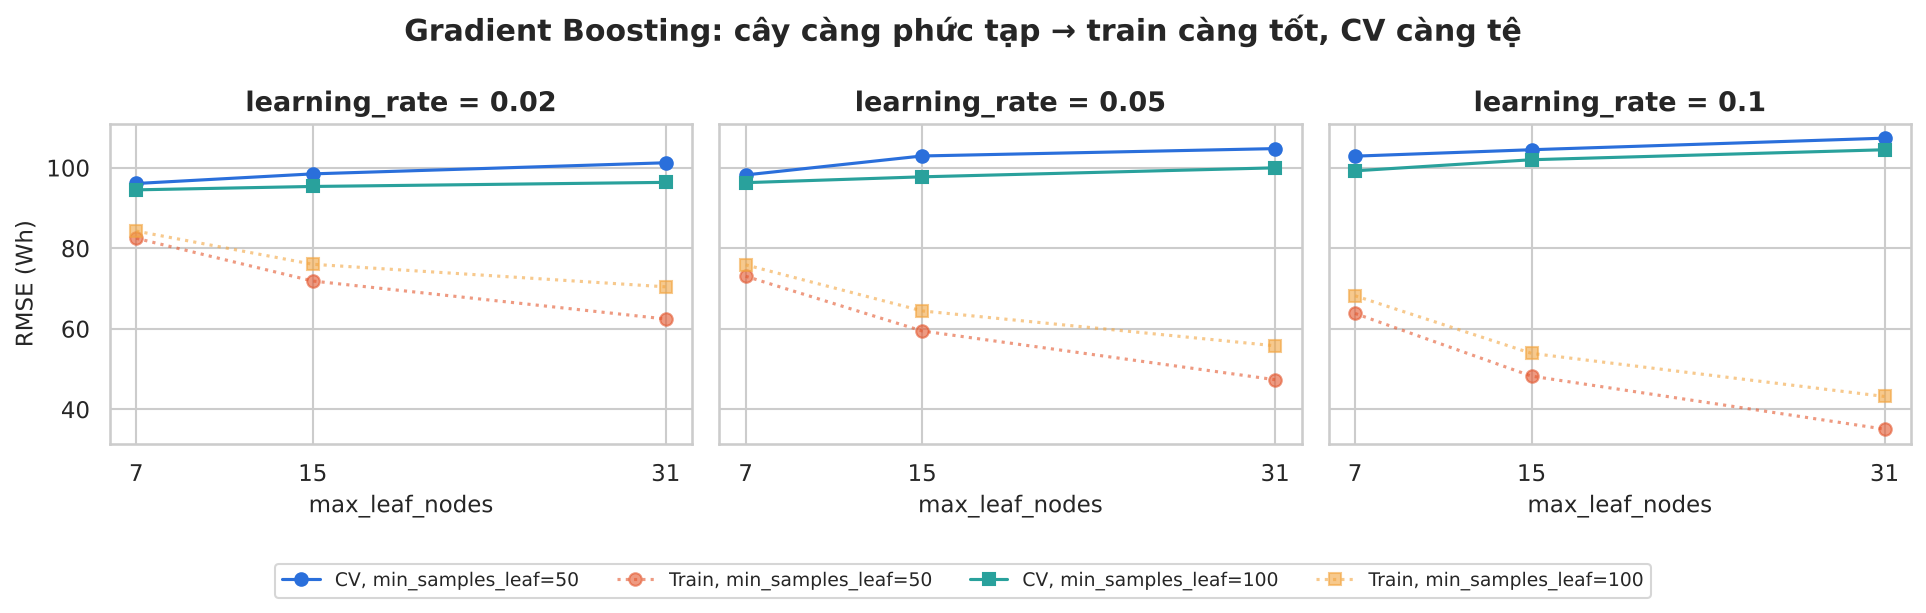 Gradient Boosting: cây càng phức tạp → train càng tốt, CV càng tệ
learning_rate = 0.02
learning_rate = 0.05
learning_rate = 0.1
RMSE (Wh)
100
80
60
40
7 15 31
7 15 31
7 15 31
max_leaf_nodes
max_leaf_nodes
max_leaf_nodes
CV, min_samples_leaf=50
Train, min_samples_leaf=50
CV, min_samples_leaf=100
Train, min_samples_leaf=100